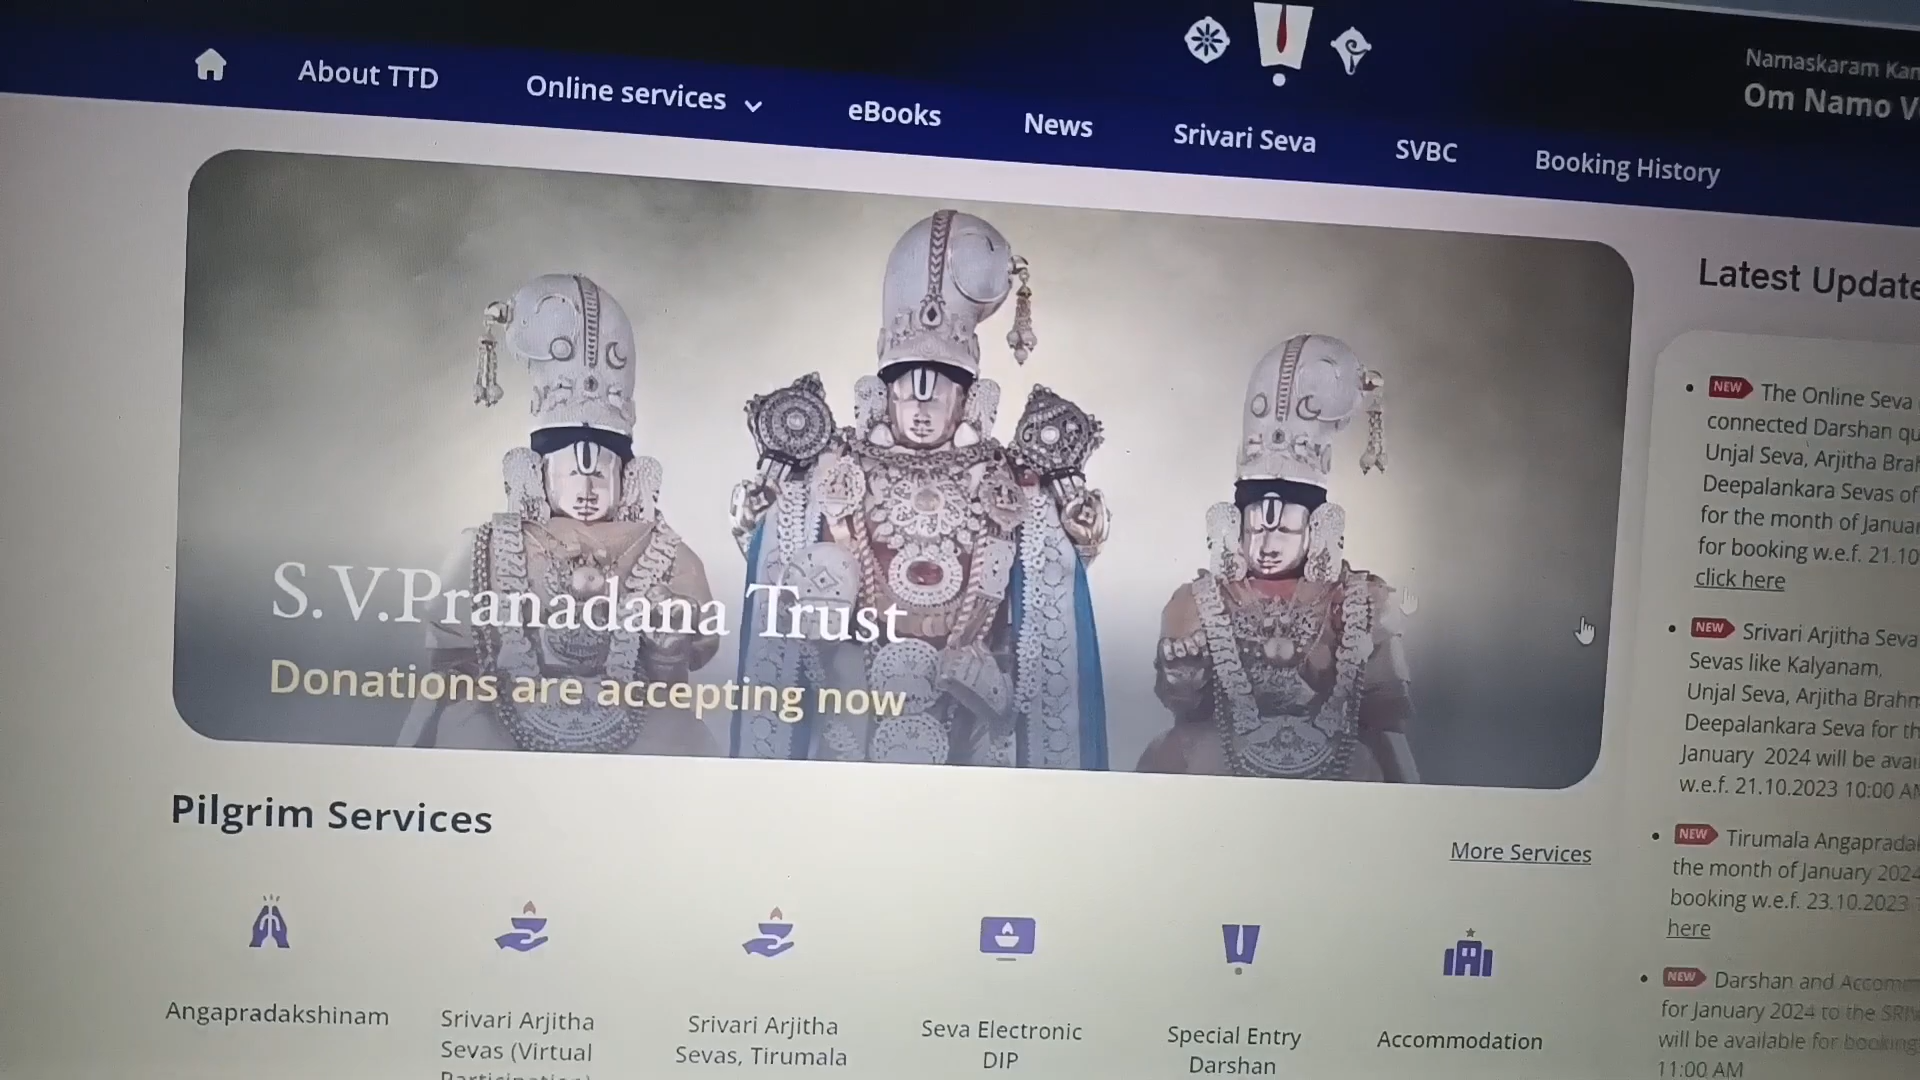 Namaskaram
Om Namo
About TTD
Online services
eBooks
News
Srivari Seva
SVBC
Booking History
S.V.Pranadana Trust
Donations are accepting now
Latest
NEW The Online Seva
connected Darshan
Unjal Seva, Arjitha
Deepalankara Sevas of
for the month of
for booking w.e.f.
click here
NEW Srivari Arjitha Seva
Sevas like Kalyanam,
Unjal Seva, Arjitha
Deepalankara Seva for
January 2024 will be
w.e.f. 21.10.2023 10:00
NEW Tirumala
the month of January 2024
booking w.e.f. 23.10.2023
here
NEW Darshan and
for January 2024 to the
will be available for booking
11:00 AM
Pilgrim Services
More Services
Angapradakshinam
Srivari Arjitha
Sevas (Virtual
Srivari Arjitha
Sevas, Tirumala
Seva Electronic
DIP
Special Entry
Darshan
Accommodation